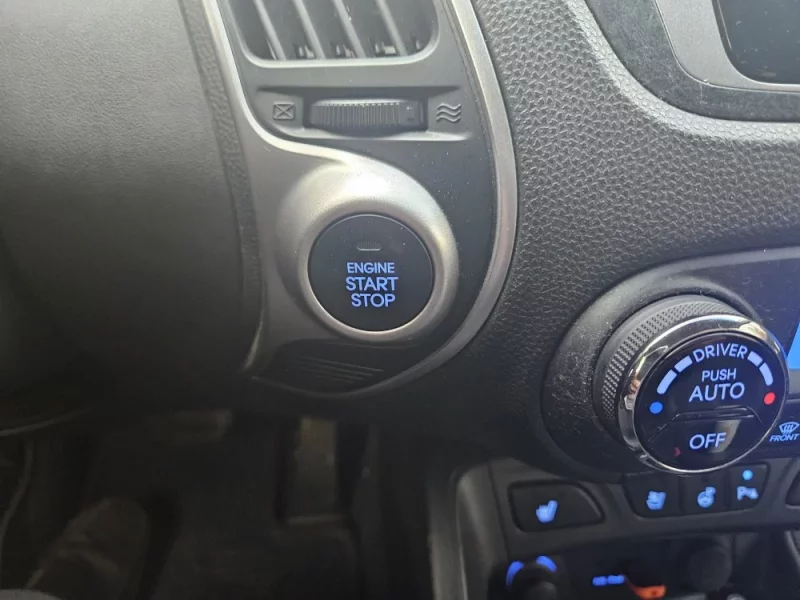 ENGINE
START
STOP
DRIVER
PUSH
AUTO
OFF
FRONT